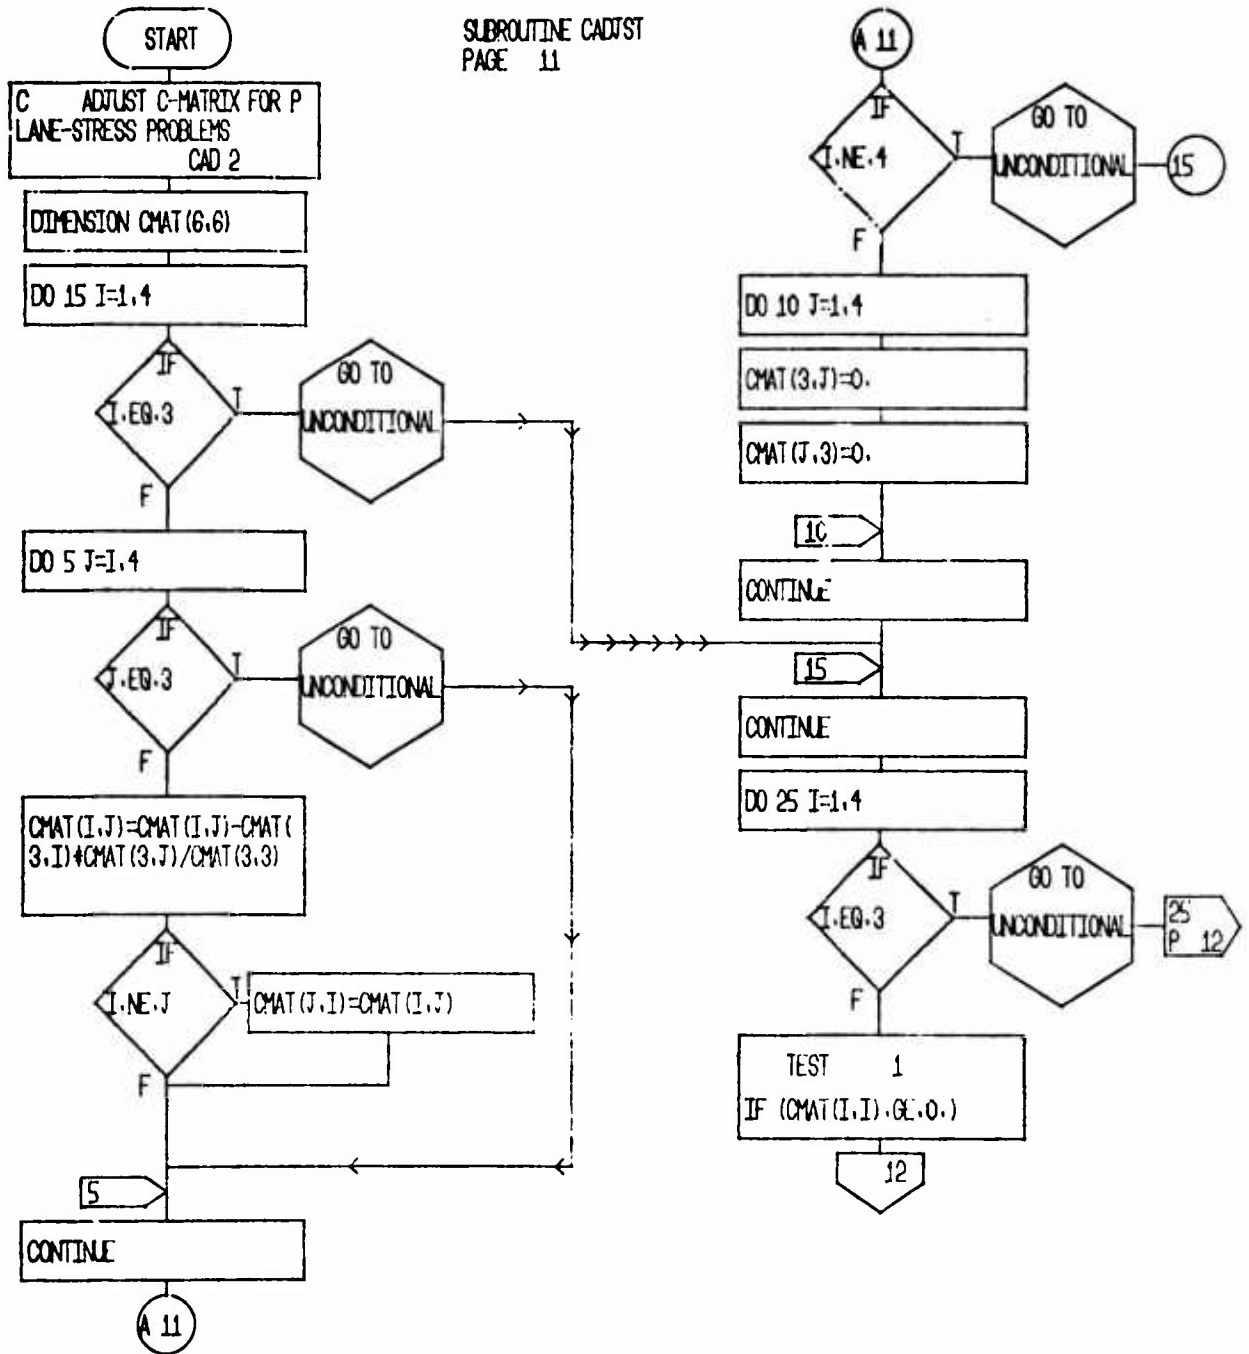 SUBROUTINE CADJST
PAGE 11
START
C ADJUST C-MATRIX FOR P
LANE-STRESS PROBLEMS
CAD 2
DIMENSION CMAT(6,6)
DO 15 I=1,4
IF
I.EQ.3
T
F
GO TO
UNCONDITIONAL
DO 5 J=I,4
IF
J.EQ.3
T
F
GO TO
UNCONDITIONAL
CMAT(I,J)=CMAT(I,J)-CMAT(
3,I)*CMAT(3,J)/CMAT(3,3)
IF
I.NE.J
T
F
CMAT(J,I)=CMAT(I,J)
5
CONTINUE
A 11
A 11
IF
I.NE.4
T
F
GO TO
UNCONDITIONAL
15
DO 10 J=1,4
CMAT(3,J)=0.
CMAT(J,3)=0.
10
CONTINUE
15
CONTINUE
DO 25 I=1,4
IF
I.EQ.3
T
F
GO TO
UNCONDITIONAL
25
P 12
TEST 1
IF (CMAT(I,I).GE.0.)
12